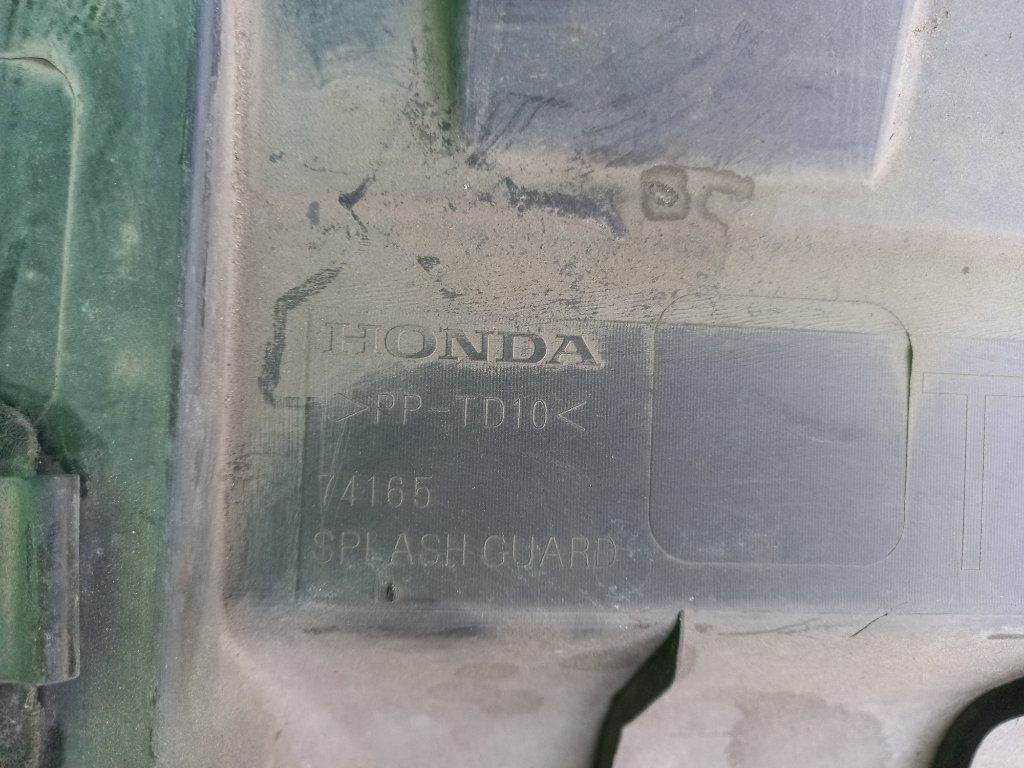 HONDA
>PP-TD10<
74165
SPLASH GUARD